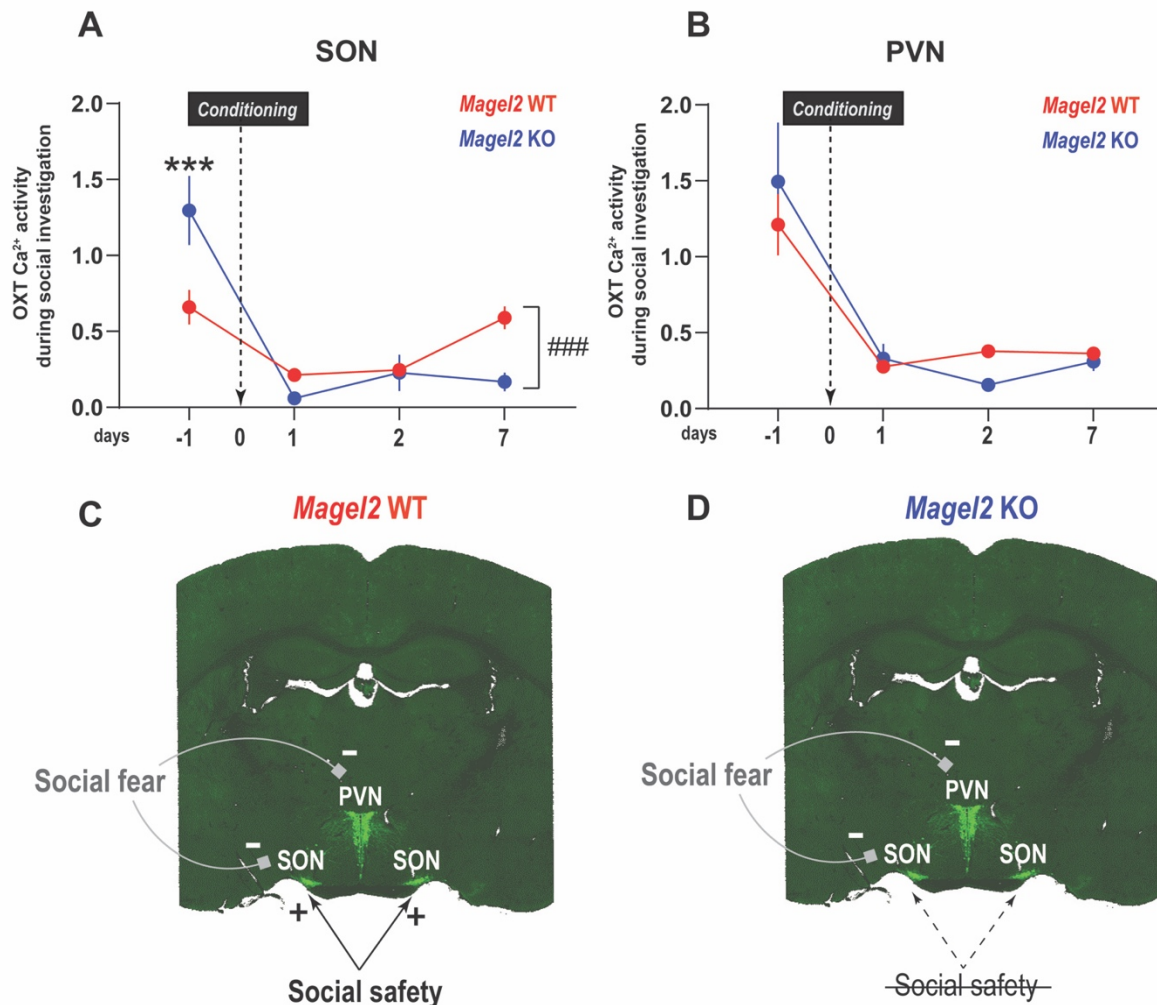 A
SON
OXT Ca²⁺ activity
during social investigation
2.0
1.5
1.0
0.5
0.0
Conditioning
Magel2 WT
Magel2 KO
***
###
days
-1
0
1
2
7
B
PVN
OXT Ca²⁺ activity
during social investigation
2.0
1.5
1.0
0.5
0.0
Conditioning
Magel2 WT
Magel2 KO
days
-1
0
1
2
7
C
Magel2 WT
Social fear
-
PVN
-
SON
SON
+
+
Social safety
D
Magel2 KO
Social fear
-
PVN
-
SON
SON
Social safety